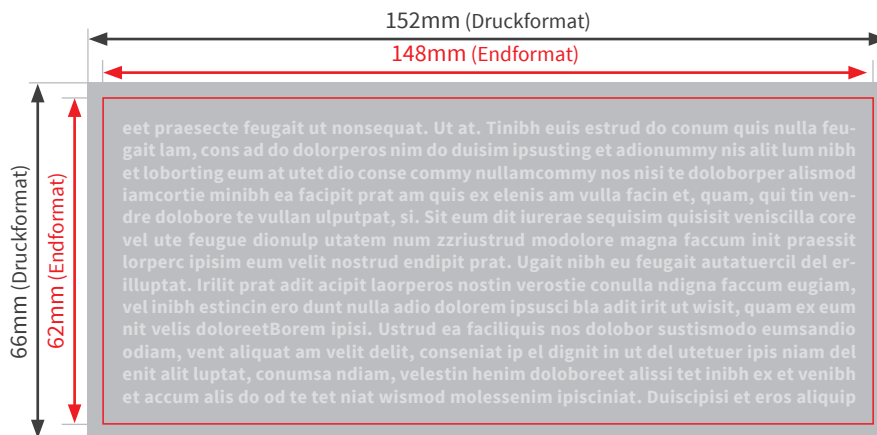 152mm (Druckformat)
148mm (Endformat)
66mm (Druckformat)
62mm (Endformat)
eet praesecte feugait ut nonsequat. Ut at. Tinibh euis estrud do conum quis nulla feu-
gait lam, cons ad do dolorperos nim do duisim ipsusting et adionummy nis alit lum nibh
et loborting eum at utet dio conse commy nullamcommy nos nisi te doloborper alismod
iamcortie minibh ea facipit prat am quis ex elenis am vulla facin et, quam, qui tin ven-
dre dolobore te vullan ulputpat, si. Sit eum dit iurerae sequisim quisisit veniscilla core
vel ute feugue dionulp utatem num zzriusrud modolore magna faccum init praessit
lorperc ipisim eum velit nostrud endipit prat. Ugait nibh eu feugait autatuercil del er-
illuptat. Irilit prat adit acipit laorperos nostin verostie conulla ndigna faccum eugiam,
vel inibh estincin ero dunt nulla adio dolorem ipsusci bla adit irit ut wisit, quam ex eum
nit velis doloreetBorem ipisi. Ustrud ea faciliquis nos dolobor sustismodo eumsandio
odiam, vent aliquat am velit delit, conseniat ip el dignit in ut del utetuer ipis niam del
enit alit luptat, conumsa ndiam, velestin henim doloboreet alissi tet inibh ex et venibh
et accum alis do od te tet niat wismod molessenim ipisciniat. Duiscipisi et eros aliquip